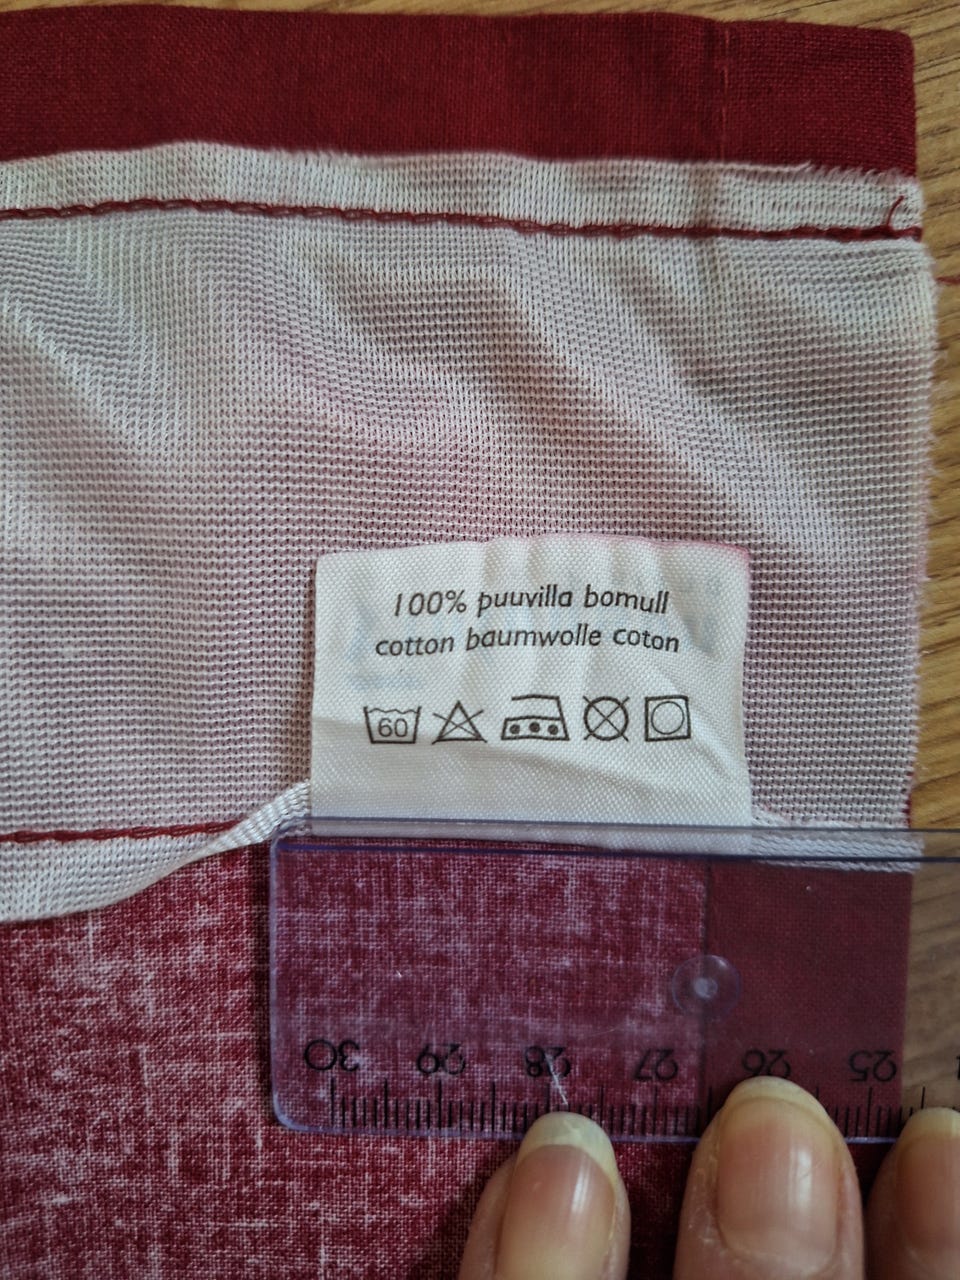 100% puuvilla bomull
cotton baumwolle coton
60
30 29 28 27 26 25